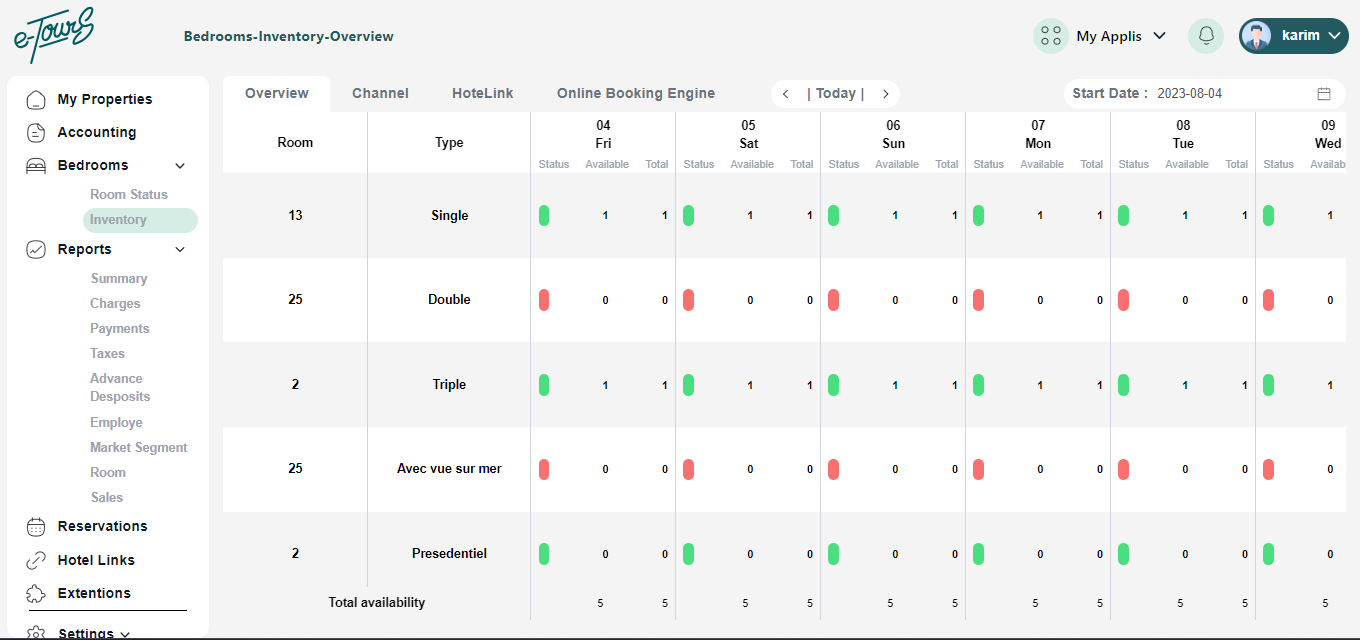 e-Tours
Bedrooms-Inventory-Overview
My Applis
karim
My Properties
Accounting
Bedrooms
Room Status
Inventory
Reports
Summary
Charges
Payments
Taxes
Advance
Desposits
Employe
Market Segment
Room
Sales
Reservations
Hotel Links
Extentions
Settings
Overview Channel HoteLink Online Booking Engine < | Today | > Start Date : 2023-08-04
04 05 06 07 08 09
Room Type Fri Sat Sun Mon Tue Wed
Status Available Total Status Available Total Status Available Total Status Available Total Status Available Total Status Availab
13 Single 1 1 1 1 1 1 1 1 1 1 1
25 Double 0 0 0 0 0 0 0 0 0 0 0
2 Triple 1 1 1 1 1 1 1 1 1 1 1
25 Avec vue sur mer 0 0 0 0 0 0 0 0 0 0 0
2 Presedentiel 0 0 0 0 0 0 0 0 0 0 0
Total availability 5 5 5 5 5 5 5 5 5 5 5